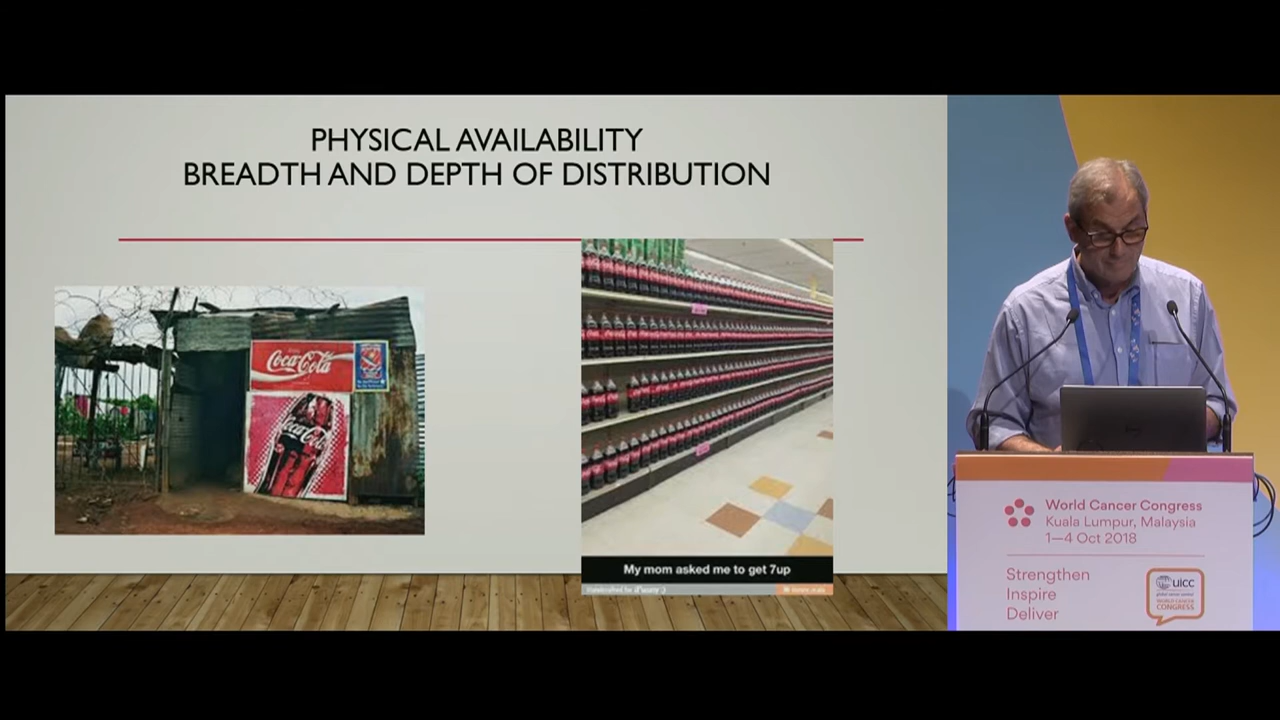 PHYSICAL AVAILABILITY
BREADTH AND DEPTH OF DISTRIBUTION
Coca-Cola
Coca-Cola
My mom asked me to get 7up
World Cancer Congress
Kuala Lumpur, Malaysia
1—4 Oct 2018
Strengthen
Inspire
Deliver
uicc
WORLD CANCER
CONGRESS